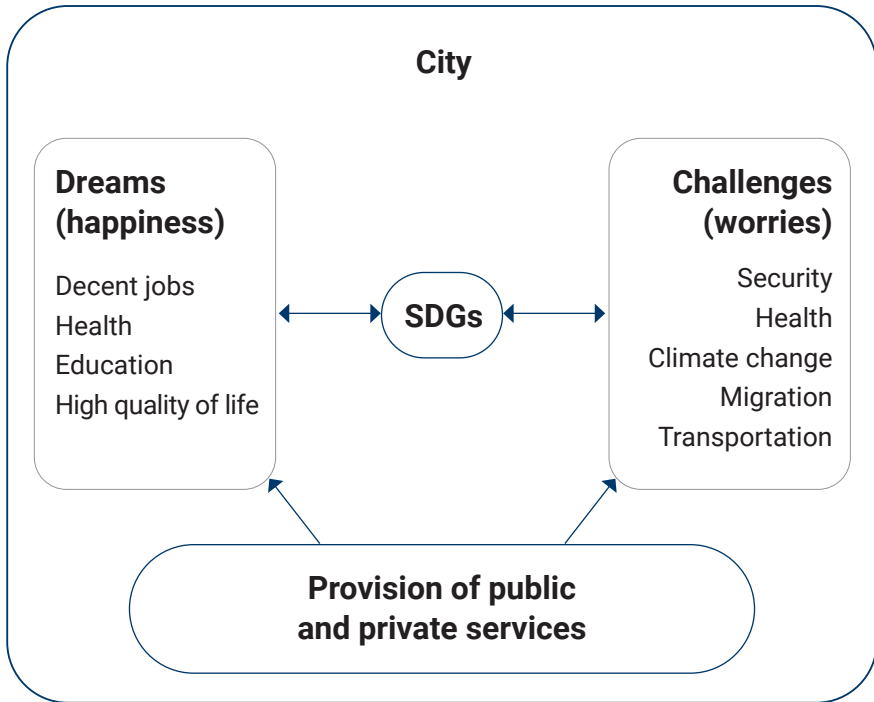 City
Dreams
(happiness)
Decent jobs
Health
Education
High quality of life
SDGs
Challenges
(worries)
Security
Health
Climate change
Migration
Transportation
Provision of public
and private services